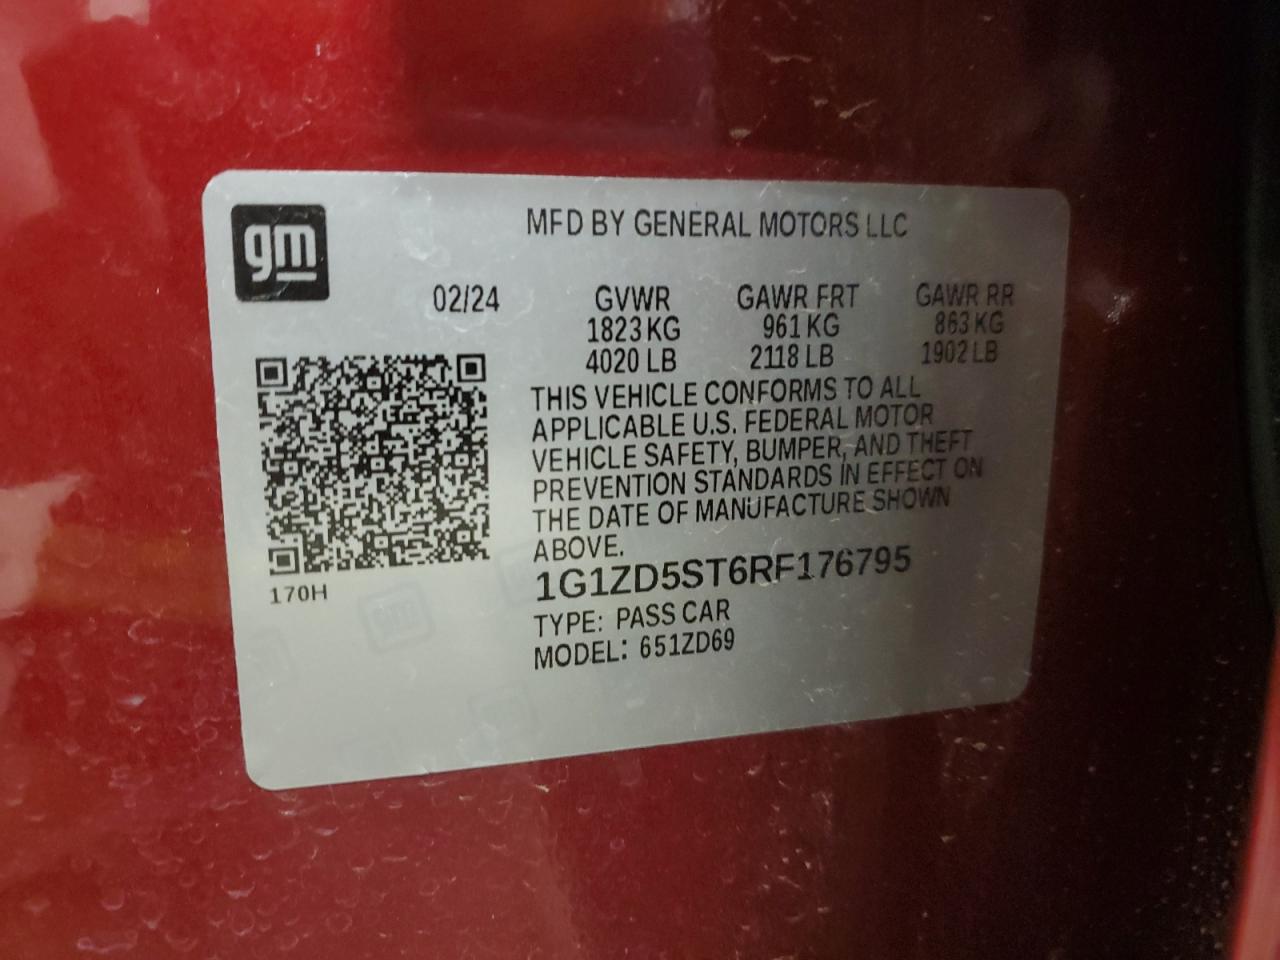 gm
MFD BY GENERAL MOTORS LLC
02/24 GVWR GAWR FRT GAWR RR
1823 KG 961 KG 863 KG
4020 LB 2118 LB 1902 LB
THIS VEHICLE CONFORMS TO ALL
APPLICABLE U.S. FEDERAL MOTOR
VEHICLE SAFETY, BUMPER, AND THEFT
PREVENTION STANDARDS IN EFFECT ON
THE DATE OF MANUFACTURE SHOWN
ABOVE.
170H
1G1ZD5ST6RF176795
TYPE: PASS CAR
MODEL: 651ZD69
gm